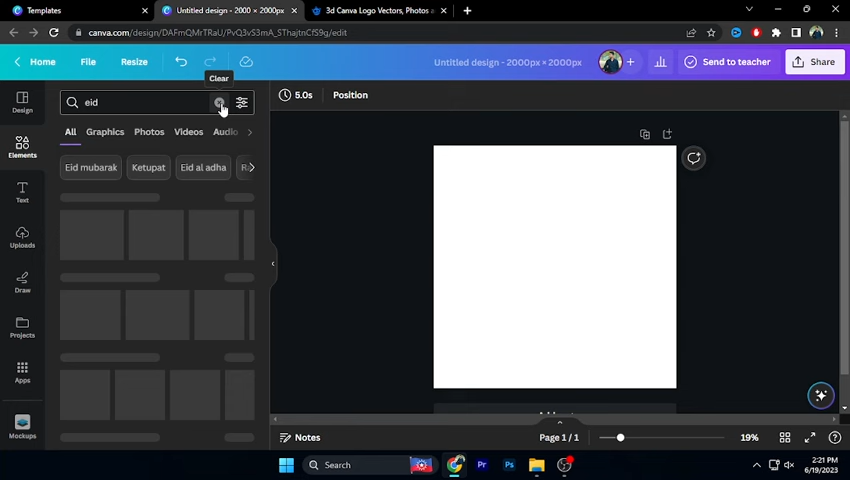 Templates
Untitled design - 2000 × 2000px
3d Canva Logo Vectors, Photos a
canva.com/design/DAFmQMrTRaU/PvQ3vS3mA_SThajtnCfS9g/edit
Home
File
Resize
Untitled design - 2000px × 2000px
Send to teacher
Share
Clear
eid
5.0s
Position
Design
Elements
Text
Uploads
Draw
Projects
Apps
Mockups
All
Graphics
Photos
Videos
Audio
Eid mubarak
Ketupat
Eid al adha
Notes
Page 1 / 1
19%
Search
Pr
Ps
2:21 PM
6/19/2023